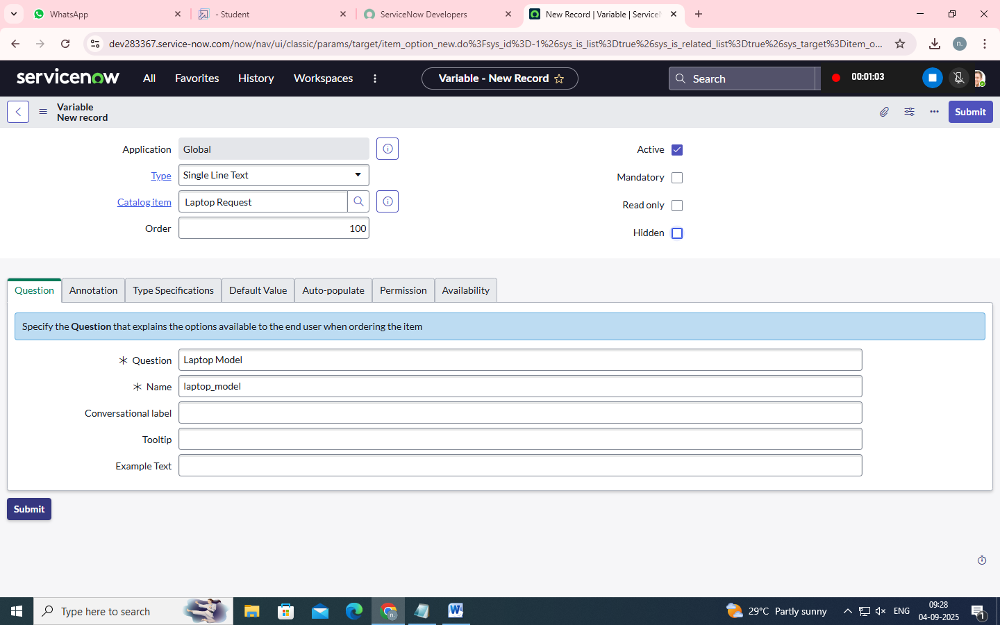 WhatsApp
- Student
ServiceNow Developers
New Record | Variable | Service
dev283367.service-now.com/now/nav/ui/classic/params/target/item_option_new.do%3Fsys_id%3D-1%26sys_is_list%3Dtrue%26sys_is_related_list%3Dtrue%26sys_target%3Ditem_o...
n.
servicenow
All
Favorites
History
Workspaces
Variable - New Record
Search
00:01:03
Variable
New record
Submit
Application
Global
Active
Type
Single Line Text
Mandatory
Catalog item
Laptop Request
Read only
Order
100
Hidden
Question
Annotation
Type Specifications
Default Value
Auto-populate
Permission
Availability
Specify the Question that explains the options available to the end user when ordering the item
Question
Laptop Model
Name
laptop_model
Conversational label
Tooltip
Example Text
Submit
Type here to search
n.
W
29°C Partly sunny
ENG
09:28
04-09-2025
1